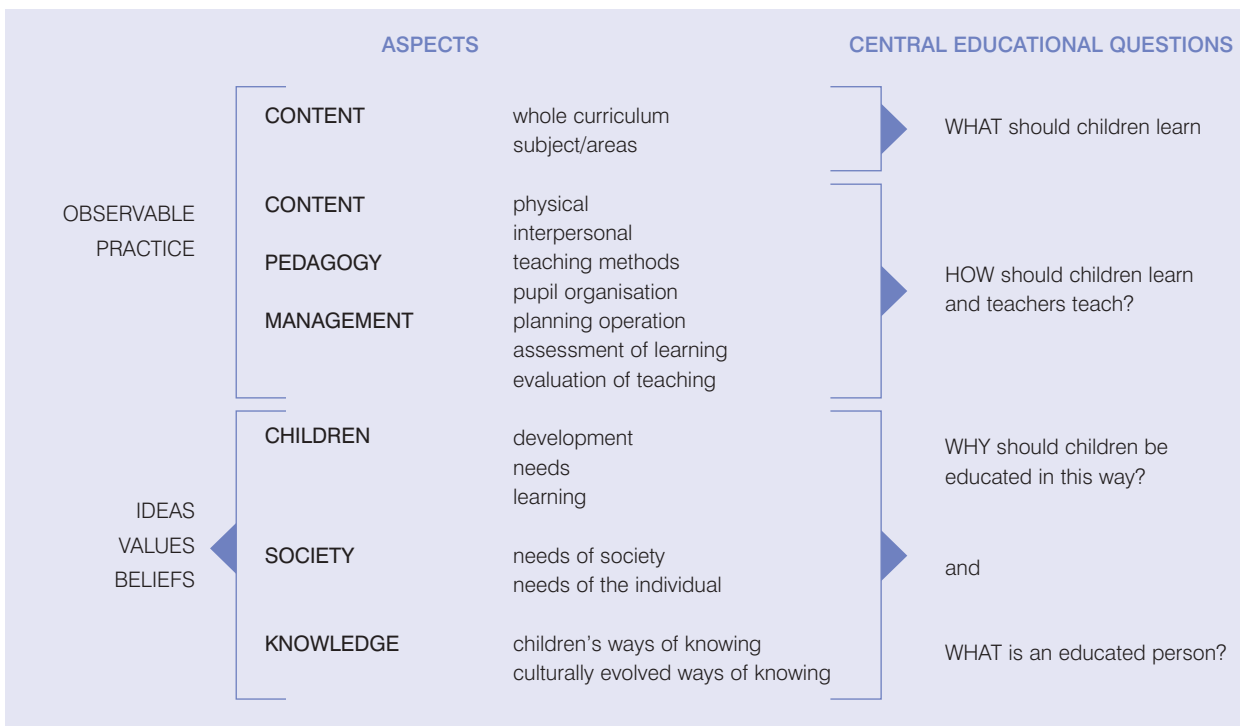 ASPECTS
CENTRAL EDUCATIONAL QUESTIONS
OBSERVABLE
PRACTICE
CONTENT
whole curriculum
subject/areas
WHAT should children learn
CONTENT
physical
interpersonal
PEDAGOGY
teaching methods
pupil organisation
MANAGEMENT
planning operation
assessment of learning
evaluation of teaching
HOW should children learn
and teachers teach?
IDEAS
VALUES
BELIEFS
CHILDREN
development
needs
learning
WHY should children be
educated in this way?
SOCIETY
needs of society
needs of the individual
and
KNOWLEDGE
children’s ways of knowing
culturally evolved ways of knowing
WHAT is an educated person?